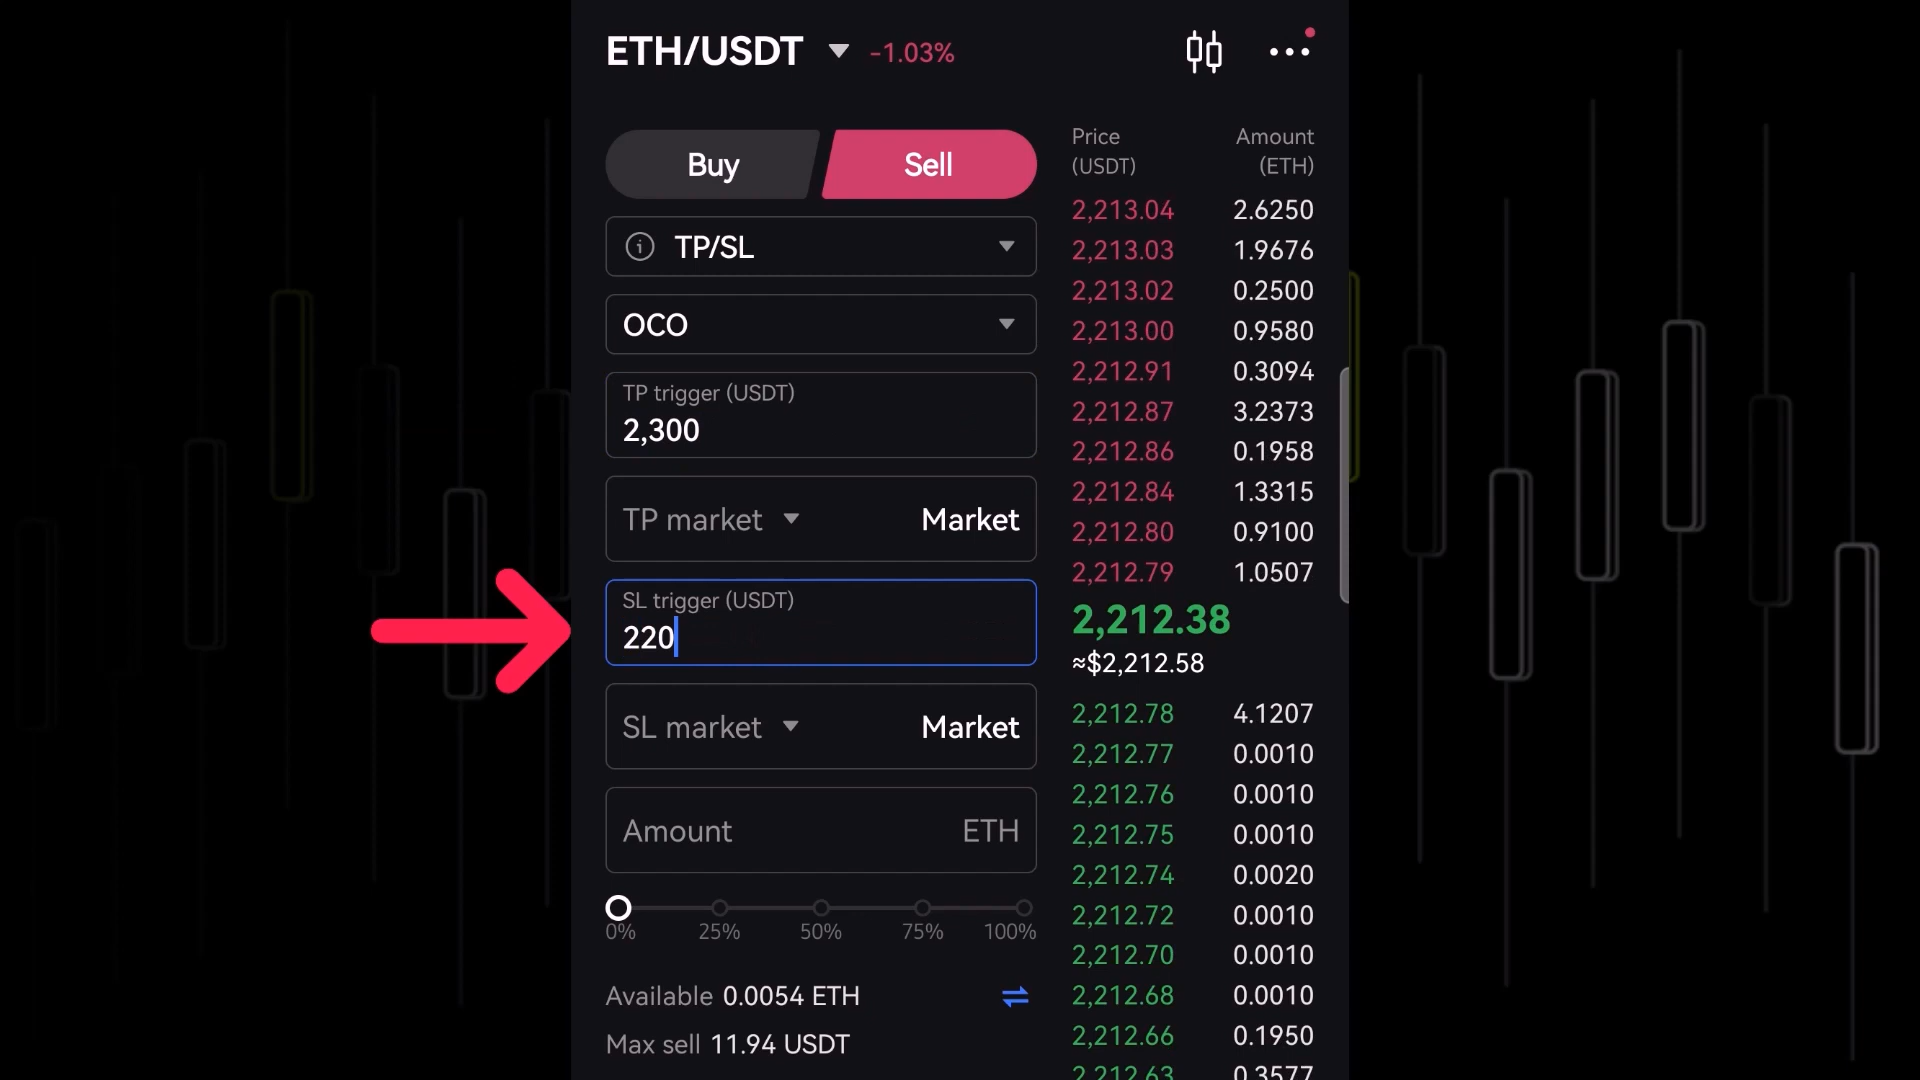 ETH/USDT -1.03%
Buy Sell
TP/SL
OCO
TP trigger (USDT)
2,300
TP market Market
SL trigger (USDT)
220
SL market Market
Amount ETH
0% 25% 50% 75% 100%
Available 0.0054 ETH
Max sell 11.94 USDT
Price Amount
(USDT) (ETH)
2,213.04 2.6250
2,213.03 1.9676
2,213.02 0.2500
2,213.00 0.9580
2,212.91 0.3094
2,212.87 3.2373
2,212.86 0.1958
2,212.84 1.3315
2,212.80 0.9100
2,212.79 1.0507
2,212.38
≈$2,212.58
2,212.78 4.1207
2,212.77 0.0010
2,212.76 0.0010
2,212.75 0.0010
2,212.74 0.0020
2,212.72 0.0010
2,212.70 0.0010
2,212.68 0.0010
2,212.66 0.1950
2,212.63 0.3577